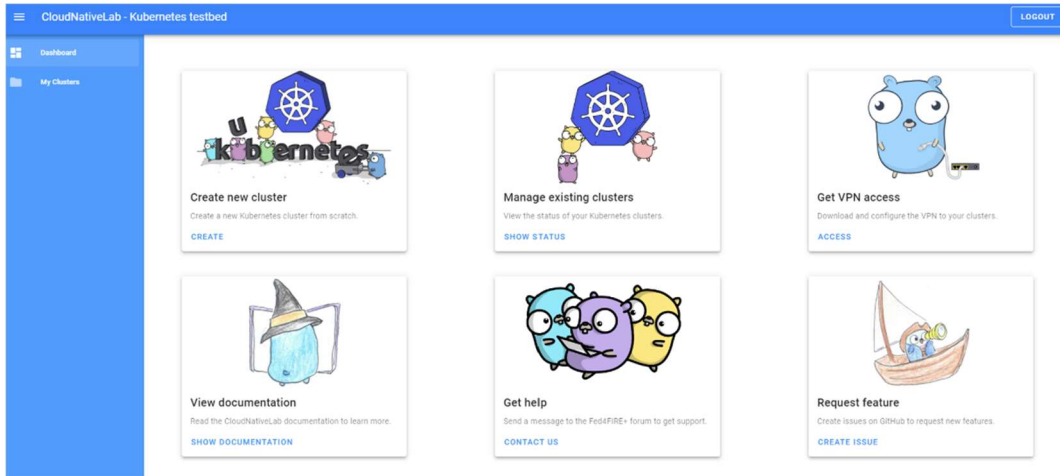 CloudNativeLab - Kubernetes testbed
LOGOUT
Dashboard
My Clusters
kubernetes
Create new cluster
Create a new Kubernetes cluster from scratch.
CREATE
Manage existing clusters
View the status of your Kubernetes clusters.
SHOW STATUS
Get VPN access
Download and configure the VPN to your clusters.
ACCESS
View documentation
Read the CloudNativeLab documentation to learn more.
SHOW DOCUMENTATION
Get help
Send a message to the Fed4FIRE+ forum to get support.
CONTACT US
Request feature
Create issues on GitHub to request new features.
CREATE ISSUE